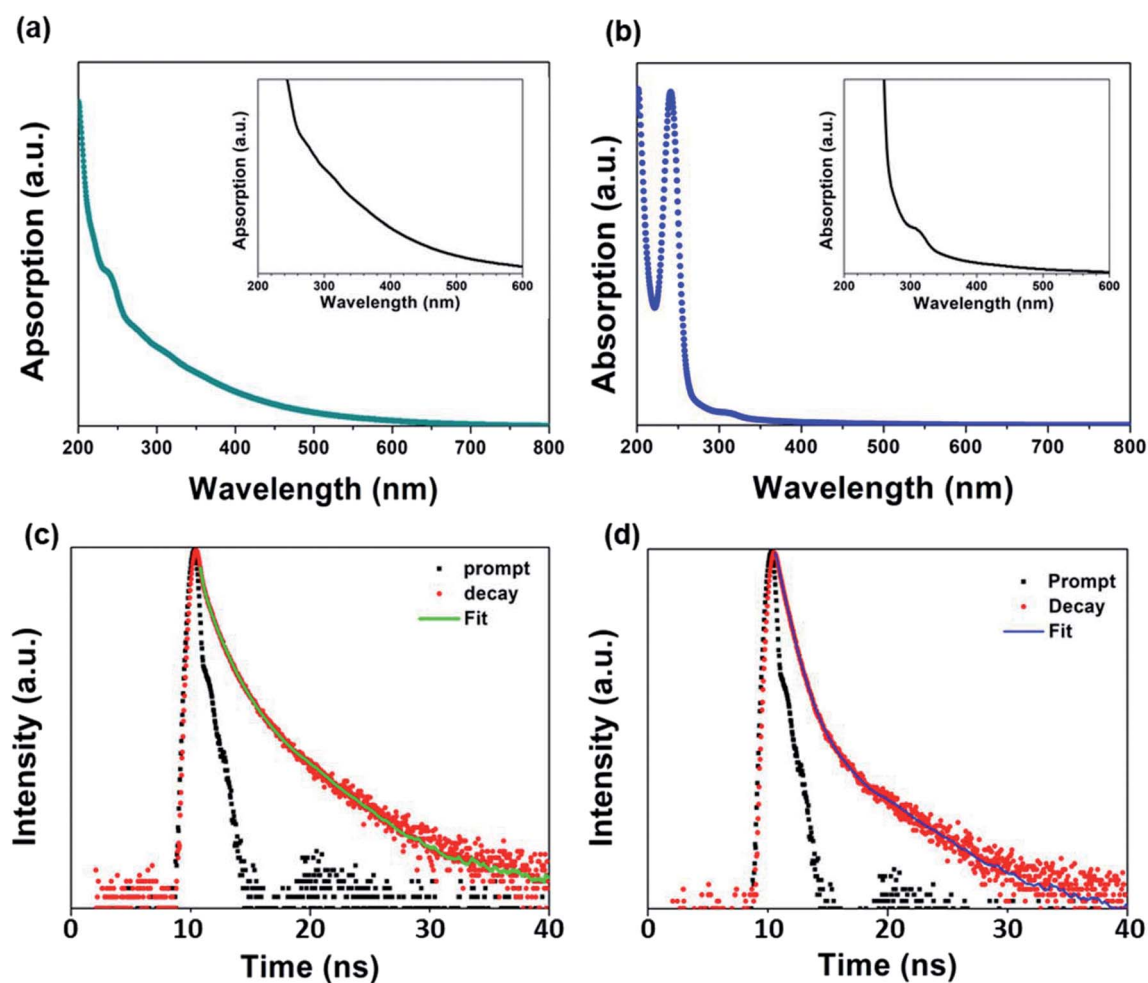 (a)
Apsorption (a.u.)
Apsorption (a.u.)
200 300 400 500 600
Wavelength (nm)
200 300 400 500 600 700 800
Wavelength (nm)
(b)
Absorption (a.u.)
Absorption (a.u.)
200 300 400 500 600
Wavelength (nm)
200 300 400 500 600 700 800
Wavelength (nm)
(c)
prompt
decay
Fit
Intensity (a.u.)
0 10 20 30 40
Time (ns)
(d)
Prompt
Decay
Fit
Intensity (a.u.)
0 10 20 30 40
Time (ns)